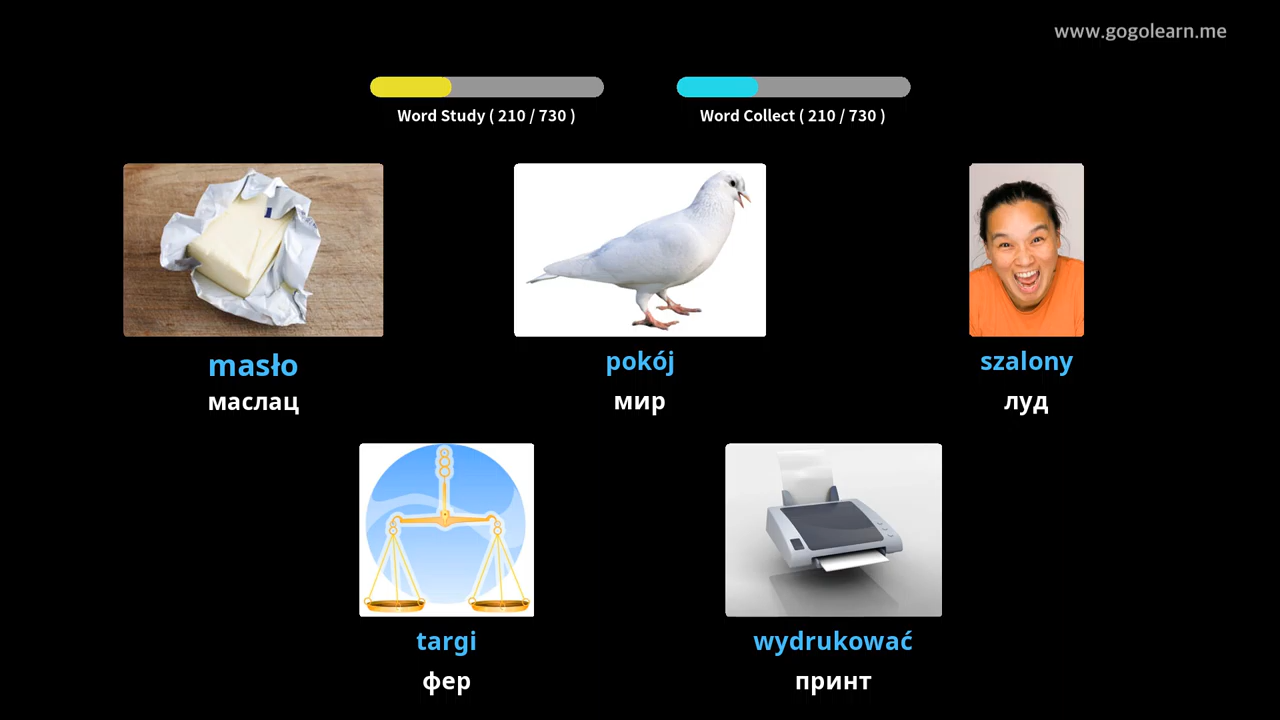 www.gogolearn.me
Word Study ( 210 / 730 )
Word Collect ( 210 / 730 )
masło
маслац
pokój
мир
szalony
луд
targi
фер
wydrukować
принт